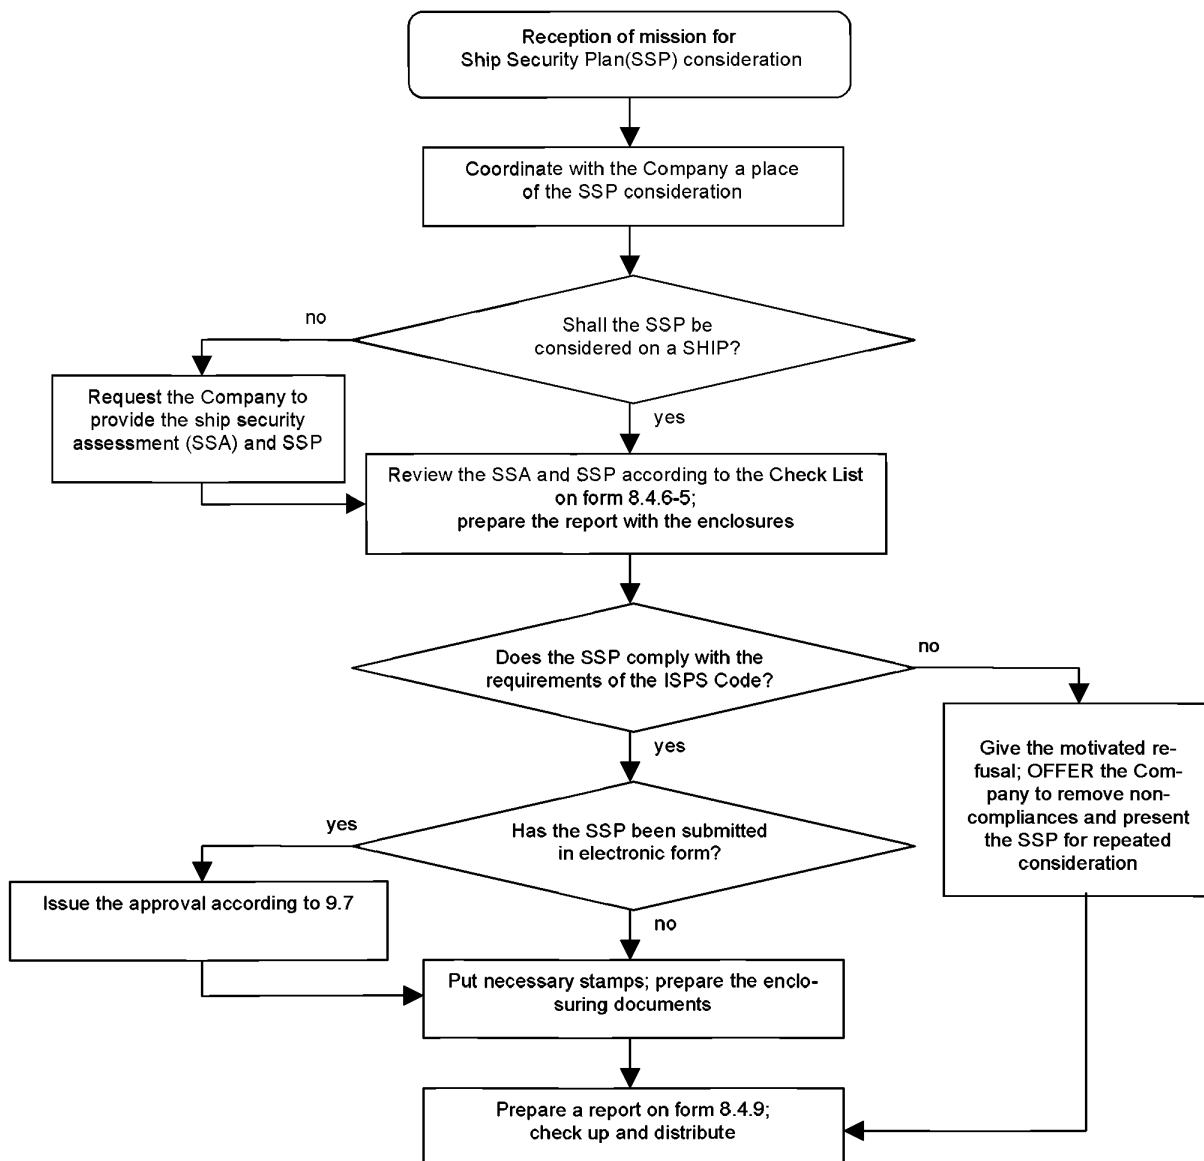 Reception of mission for
Ship Security Plan(SSP) consideration
Coordinate with the Company a place
of the SSP consideration
no
Shall the SSP be
considered on a SHIP?
Request the Company to
provide the ship security
assessment (SSA) and SSP
yes
Review the SSA and SSP according to the Check List
on form 8.4.6-5;
prepare the report with the enclosures
Does the SSP comply with the
requirements of the ISPS Code?
no
yes
Give the motivated re-
fusal; OFFER the Com-
pany to remove non-
compliances and present
the SSP for repeated
consideration
yes
Has the SSP been submitted
in electronic form?
Issue the approval according to 9.7
no
Put necessary stamps; prepare the enclo-
suring documents
Prepare a report on form 8.4.9;
check up and distribute